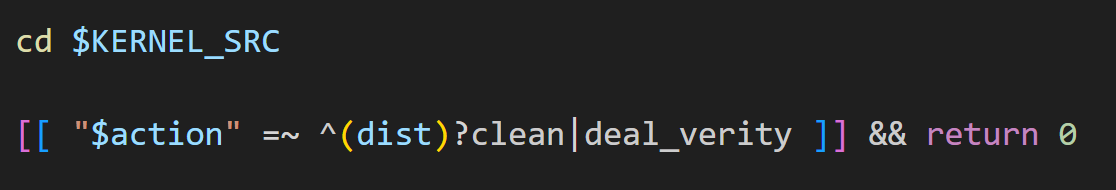 cd $KERNEL_SRC
[[ "$action" =~ ^(dist)?clean|deal_verity ]] && return 0